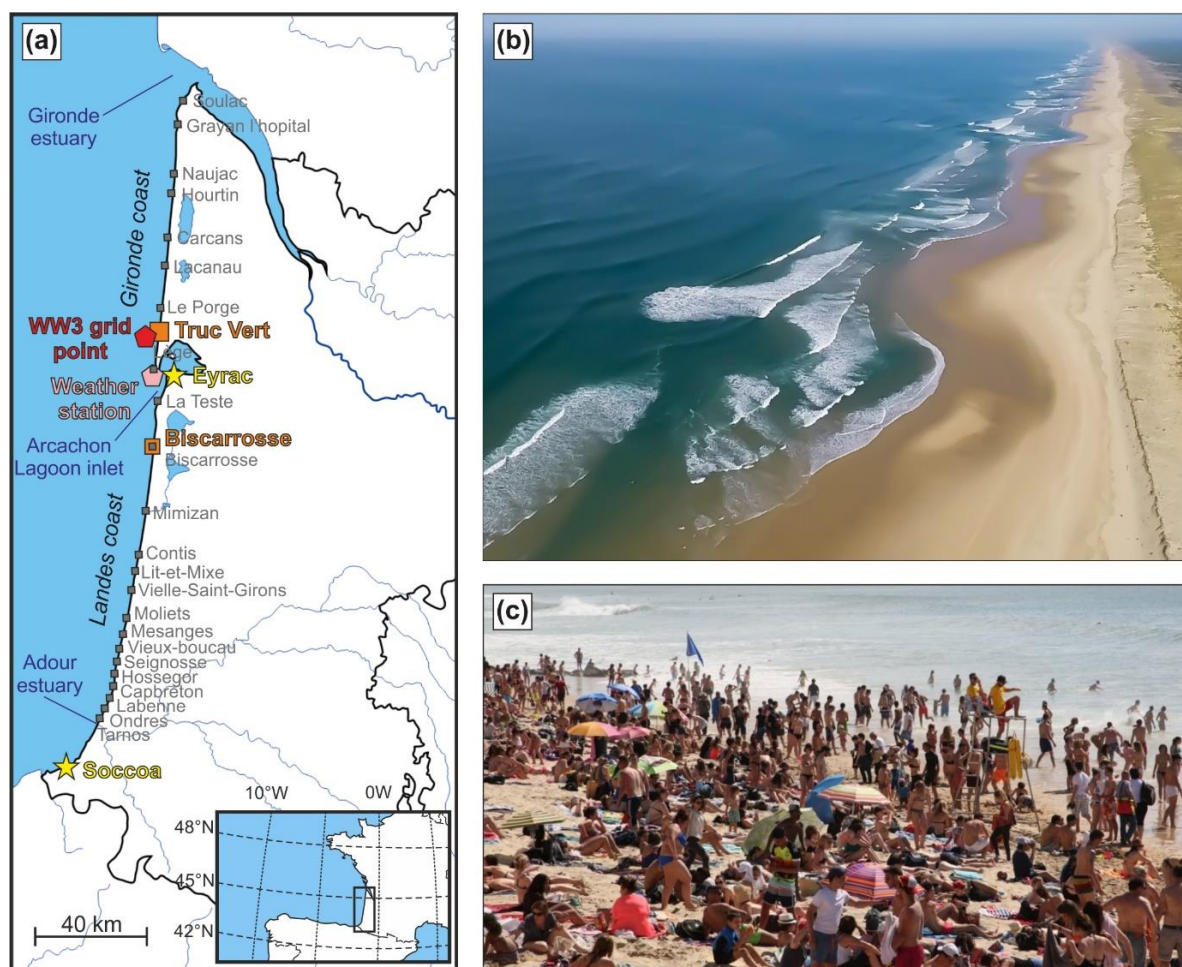 (a)
Gironde
estuary
Soulac
Grayan l'hopital
Naujac
Hourtin
Carcans
Lacanau
Gironde coast
Le Porge
WW3 grid
point
Truc Vert
Lège
Weather
station
Eyrac
La Teste
Arcachon
Lagoon inlet
Biscarrosse
Biscarrosse
Mimizan
Landes coast
Contis
Lit-et-Mixe
Vielle-Saint-Girons
Moliets
Mesanges
Vieux-boucau
Adour
estuary
Seignosse
Hossegor
Capbreton
Labenne
Ondres
Tarnos
Soccoa
10°W
0°W
48°N
45°N
42°N
40 km
(b)
(c)